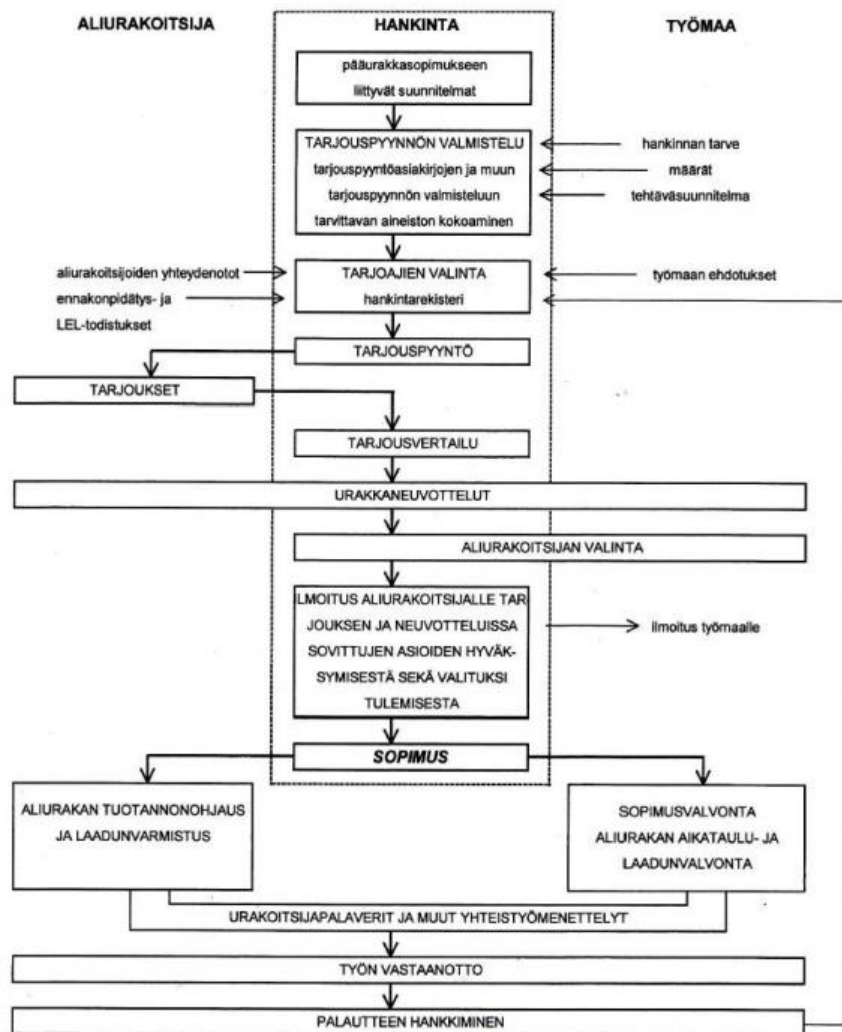 ALIURAKOITSIJA
HANKINTA
TYÖMAA
pääurakkasopimukseen
liittyvät suunnitelmat
TARJOUSPYYNNÖN VALMISTELU
tarjouspyyntöasiakirjojen ja muun
tarjouspyynnön valmisteluun
tarvittavan aineiston kokoaminen
hankinnan tarve
määrät
tehtäväsuunnitelma
aliurakoitsijoiden yhteydenotot
ennakonpidätys- ja
LEL-todistukset
TARJOAJIEN VALINTA
hankintarekisteri
työmaan ehdotukset
TARJOUSPYYNTÖ
TARJOUKSET
TARJOUSVERTAILU
URAKKANEUVOTTELUT
ALIURAKOITSIJAN VALINTA
ILMOITUS ALIURAKOITSIJALLE TAR
JOUKSEN JA NEUVOTTELUISSA
SOVITTUJEN ASIOIDEN HYVÄK-
SYMISESTÄ SEKÄ VALITUKSI
TULEMISESTA
ilmoitus työmaalle
SOPIMUS
ALIURAKAN TUOTANNONOHJAUS
JA LAADUNVARMISTUS
SOPIMUSVALVONTA
ALIURAKAN AIKATAULU- JA
LAADUNVALVONTA
URAKOITSIJAPALAVERIT JA MUUT YHTEISTYÖMENETTELYT
TYÖN VASTAANOTTO
PALAUTTEEN HANKKIMINEN